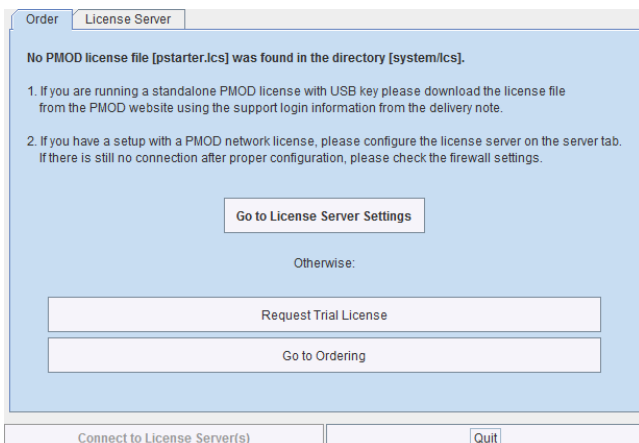 Order
License Server
No PMOD license file [pstarter.lcs] was found in the directory [system/lcs].
1. If you are running a standalone PMOD license with USB key please download the license file
from the PMOD website using the support login information from the delivery note.
2. If you have a setup with a PMOD network license, please configure the license server on the server tab.
If there is still no connection after proper configuration, please check the firewall settings.
Go to License Server Settings
Otherwise:
Request Trial License
Go to Ordering
Connect to License Server(s)
Quit